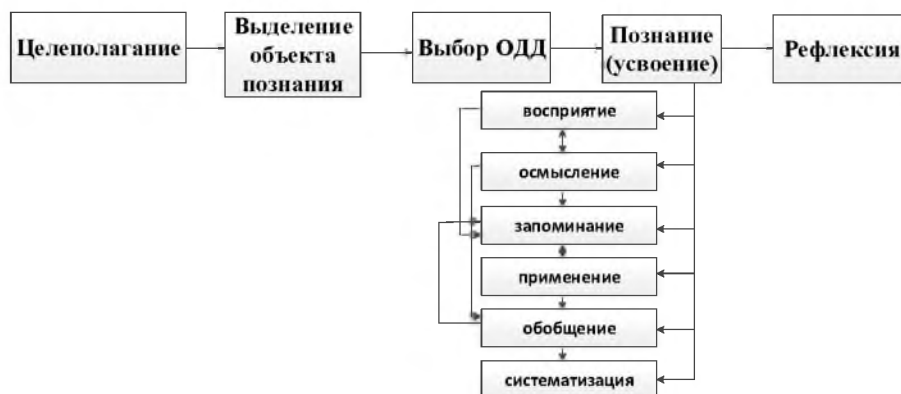 Целеполагание
Выделение
объекта
познания
Выбор ОДД
Познание
(усвоение)
Рефлексия
восприятие
осмысление
запоминание
применение
обобщение
систематизация